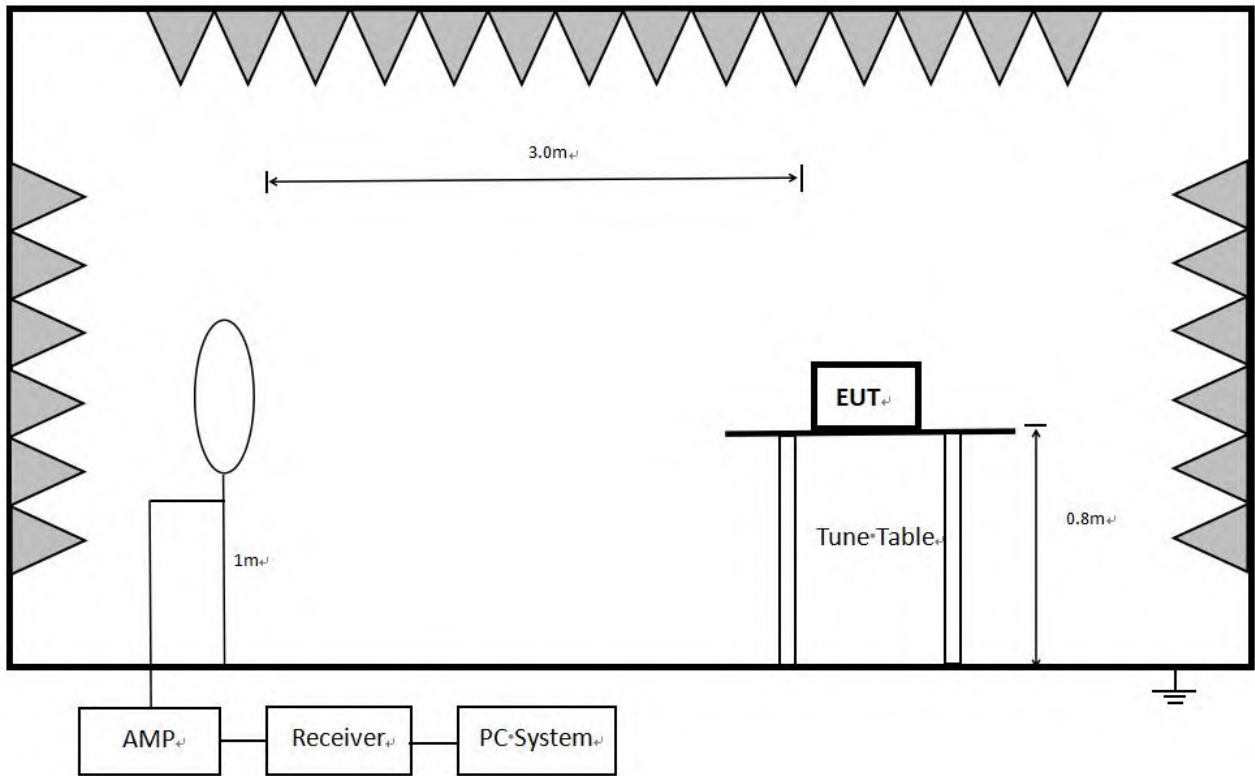 3.0m
EUT
0.8m
Tune Table
1m
AMP
Receiver
PC System